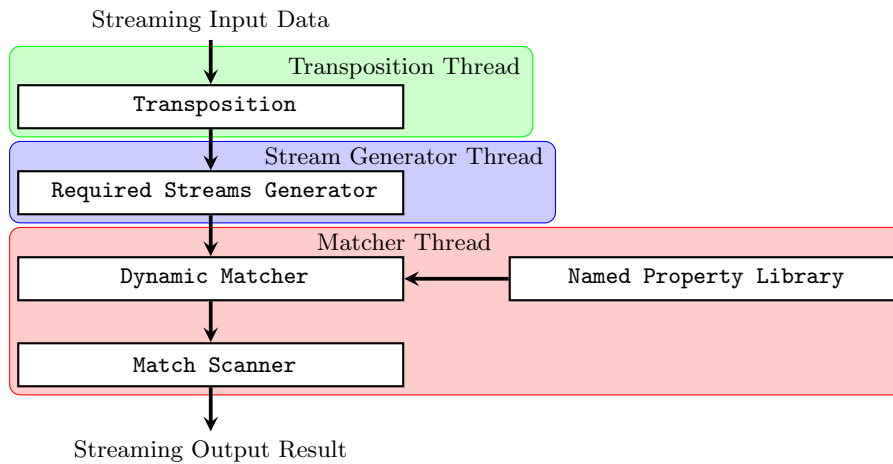 Streaming Input Data
Transposition Thread
Transposition
Stream Generator Thread
Required Streams Generator
Matcher Thread
Dynamic Matcher
Named Property Library
Match Scanner
Streaming Output Result